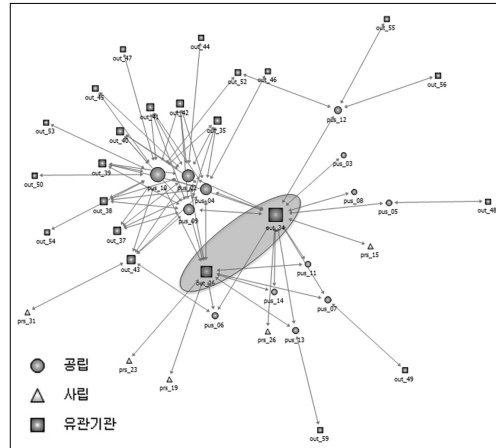 out_55
out_44
out_47
out_52
out_46
out_56
out_45
out_41
out_42
pus_12
out_35
out_53
out_40
pus_03
out_39
out_50
pus_10
pus_04
pus_08
out_38
pus_09
pus_05
out_48
out_34
out_54
out_37
prs_15
out_43
pus_11
out_36
pus_14
pus_07
prs_31
pus_06
prs_26
pus_13
prs_23
공립
out_49
prs_19
사립
유관기관
out_59